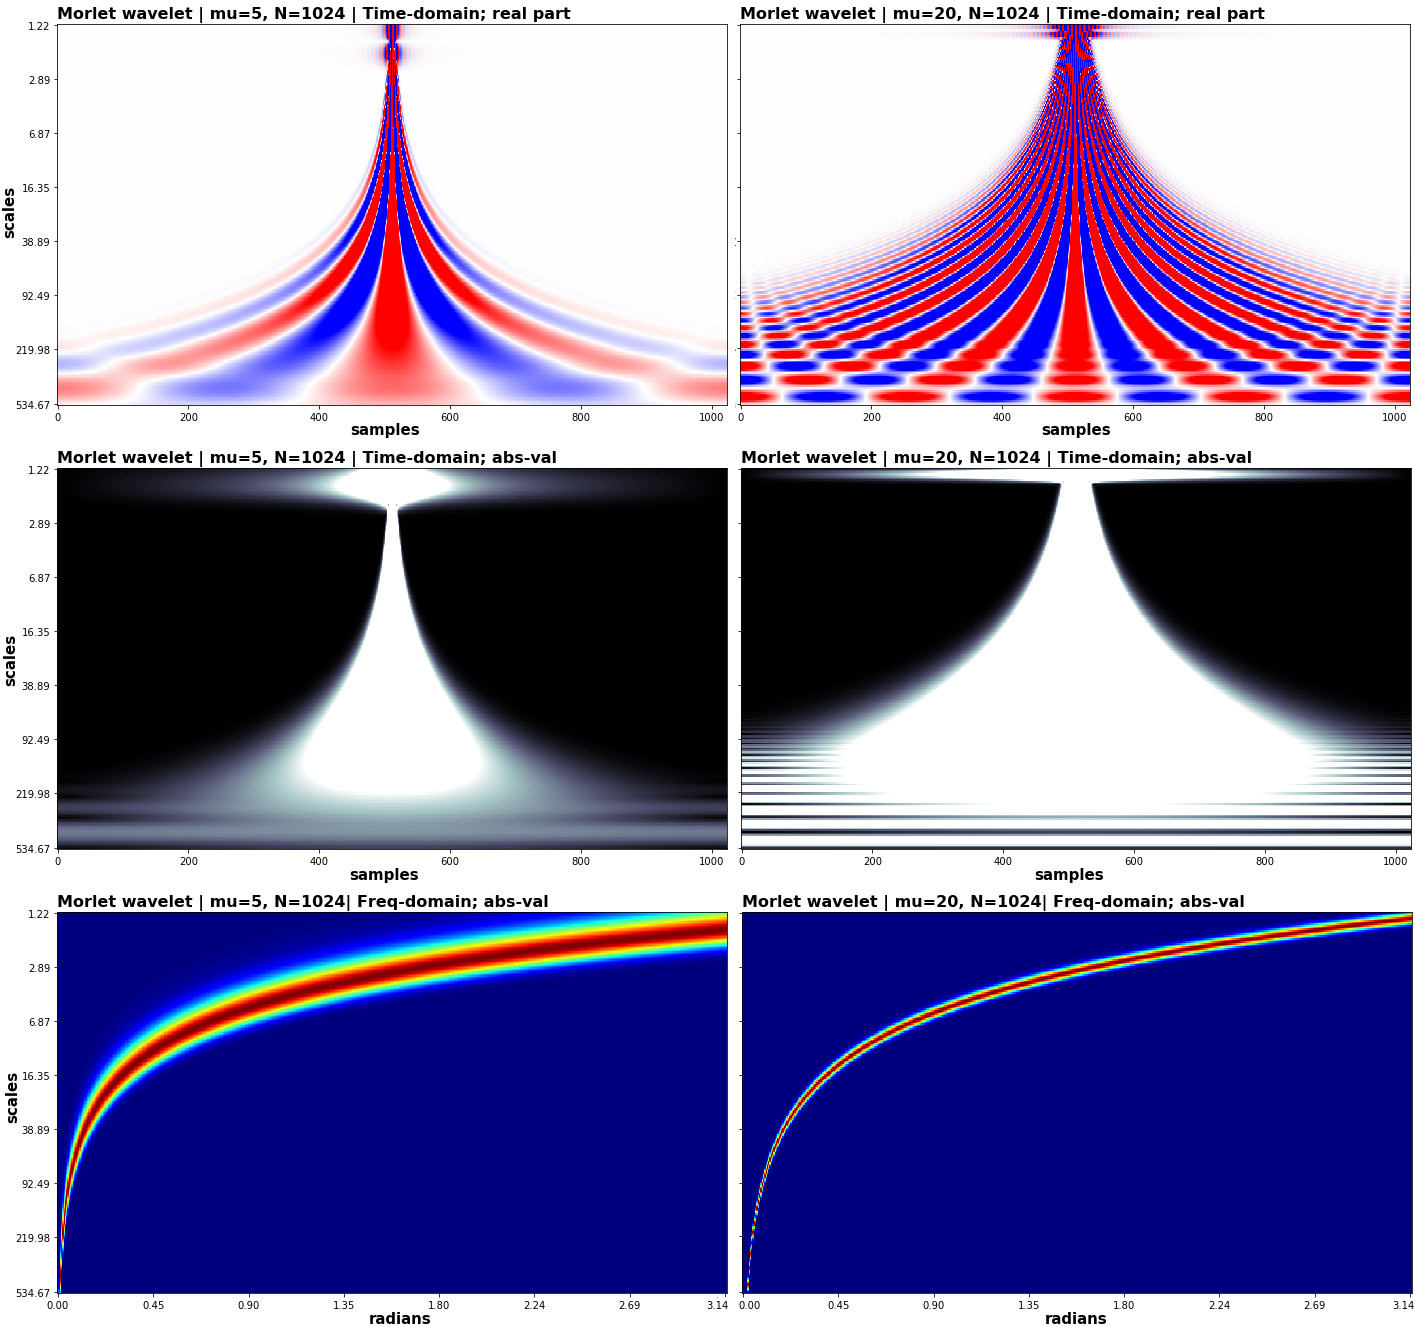 Morlet wavelet | mu=5, N=1024 | Time-domain; real part
Morlet wavelet | mu=20, N=1024 | Time-domain; real part
1.22
2.89
6.87
16.35
38.89
92.49
219.98
534.67
scales
0 200 400 600 800 1000
samples
0 200 400 600 800 1000
samples
Morlet wavelet | mu=5, N=1024 | Time-domain; abs-val
Morlet wavelet | mu=20, N=1024 | Time-domain; abs-val
1.22
2.89
6.87
16.35
38.89
92.49
219.98
534.67
scales
0 200 400 600 800 1000
samples
0 200 400 600 800 1000
samples
Morlet wavelet | mu=5, N=1024| Freq-domain; abs-val
Morlet wavelet | mu=20, N=1024| Freq-domain; abs-val
1.22
2.89
6.87
16.35
38.89
92.49
219.98
534.67
scales
0.00 0.45 0.90 1.35 1.80 2.24 2.69 3.14
radians
0.00 0.45 0.90 1.35 1.80 2.24 2.69 3.14
radians